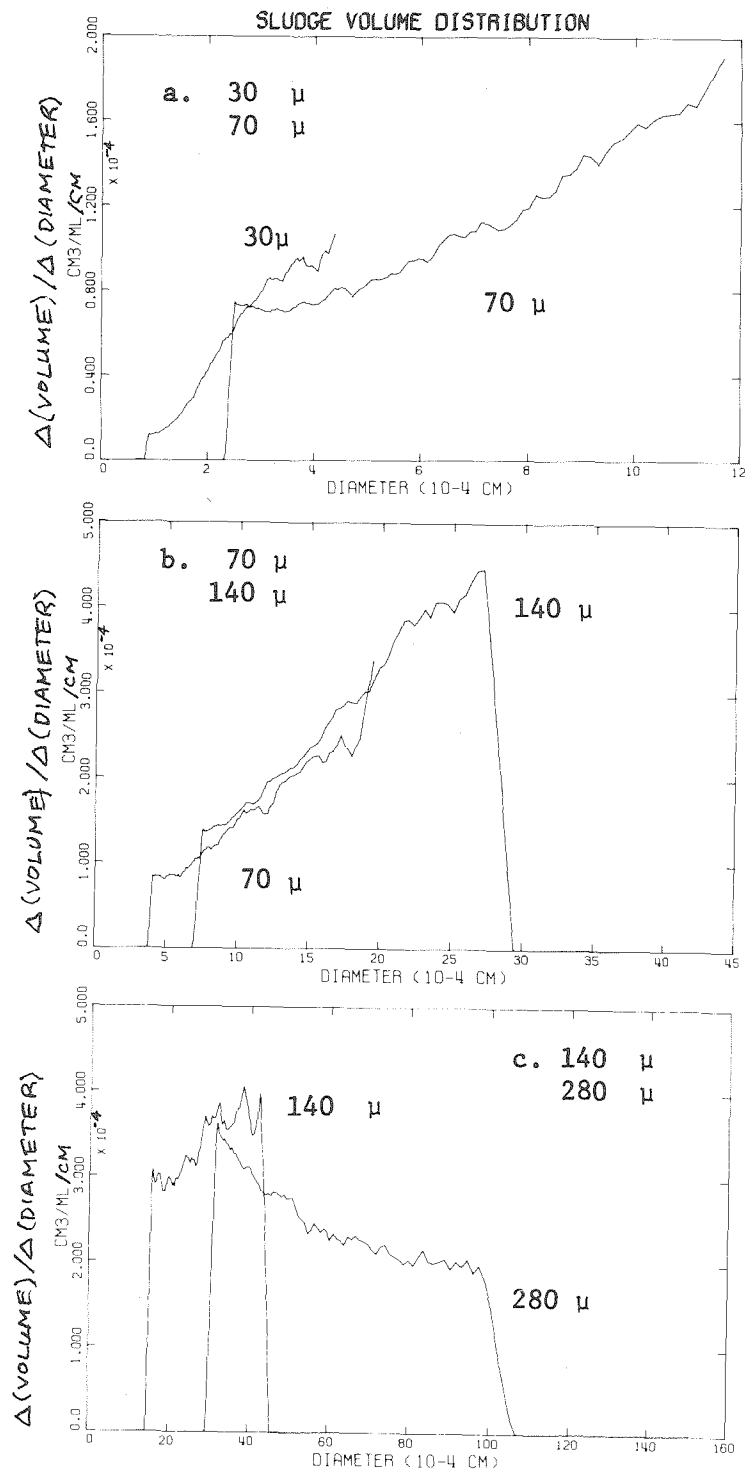 SLUDGE VOLUME DISTRIBUTION
a. 30 μ
70 μ
Δ(VOLUME)/Δ(DIAMETER)
CM3/ML/CM
× 10-4
2.000
1.600
1.200
0.800
0.400
0.0
30μ
70 μ
0 2 4 6 8 10 12
DIAMETER (10-4 CM)
b. 70 μ
140 μ
Δ(VOLUME)/Δ(DIAMETER)
CM3/ML/CM
× 10-4
5.000
4.000
3.000
2.000
1.000
0.0
140 μ
70 μ
0 5 10 15 20 25 30 35 40 45
DIAMETER (10-4 CM)
c. 140 μ
280 μ
Δ(VOLUME)/Δ(DIAMETER)
CM3/ML/CM
× 10-4
5.000
4.000
3.000
2.000
1.000
0.0
140 μ
280 μ
0 20 40 60 80 100 120 140 160
DIAMETER (10-4 CM)